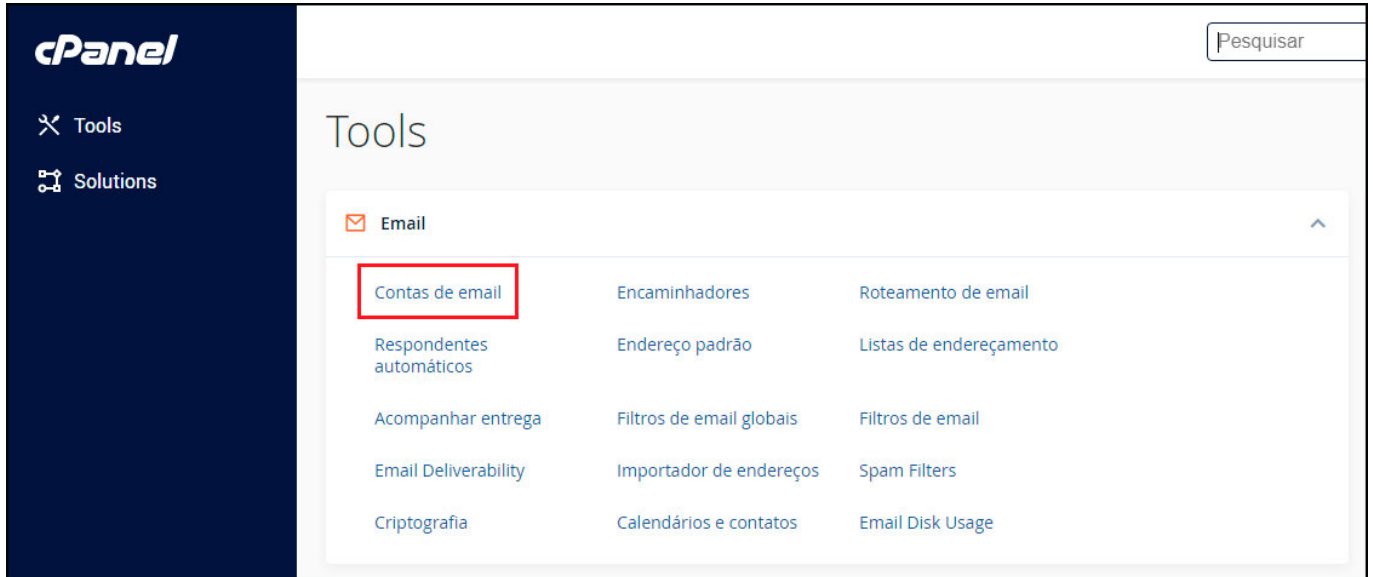 cPanel
Pesquisar
Tools
Solutions
Tools
Email
Contas de email
Encaminhadores
Roteamento de email
Respondentes
automáticos
Endereço padrão
Listas de endereçamento
Acompanhar entrega
Filtros de email globais
Filtros de email
Email Deliverability
Importador de endereços
Spam Filters
Criptografia
Calendários e contatos
Email Disk Usage